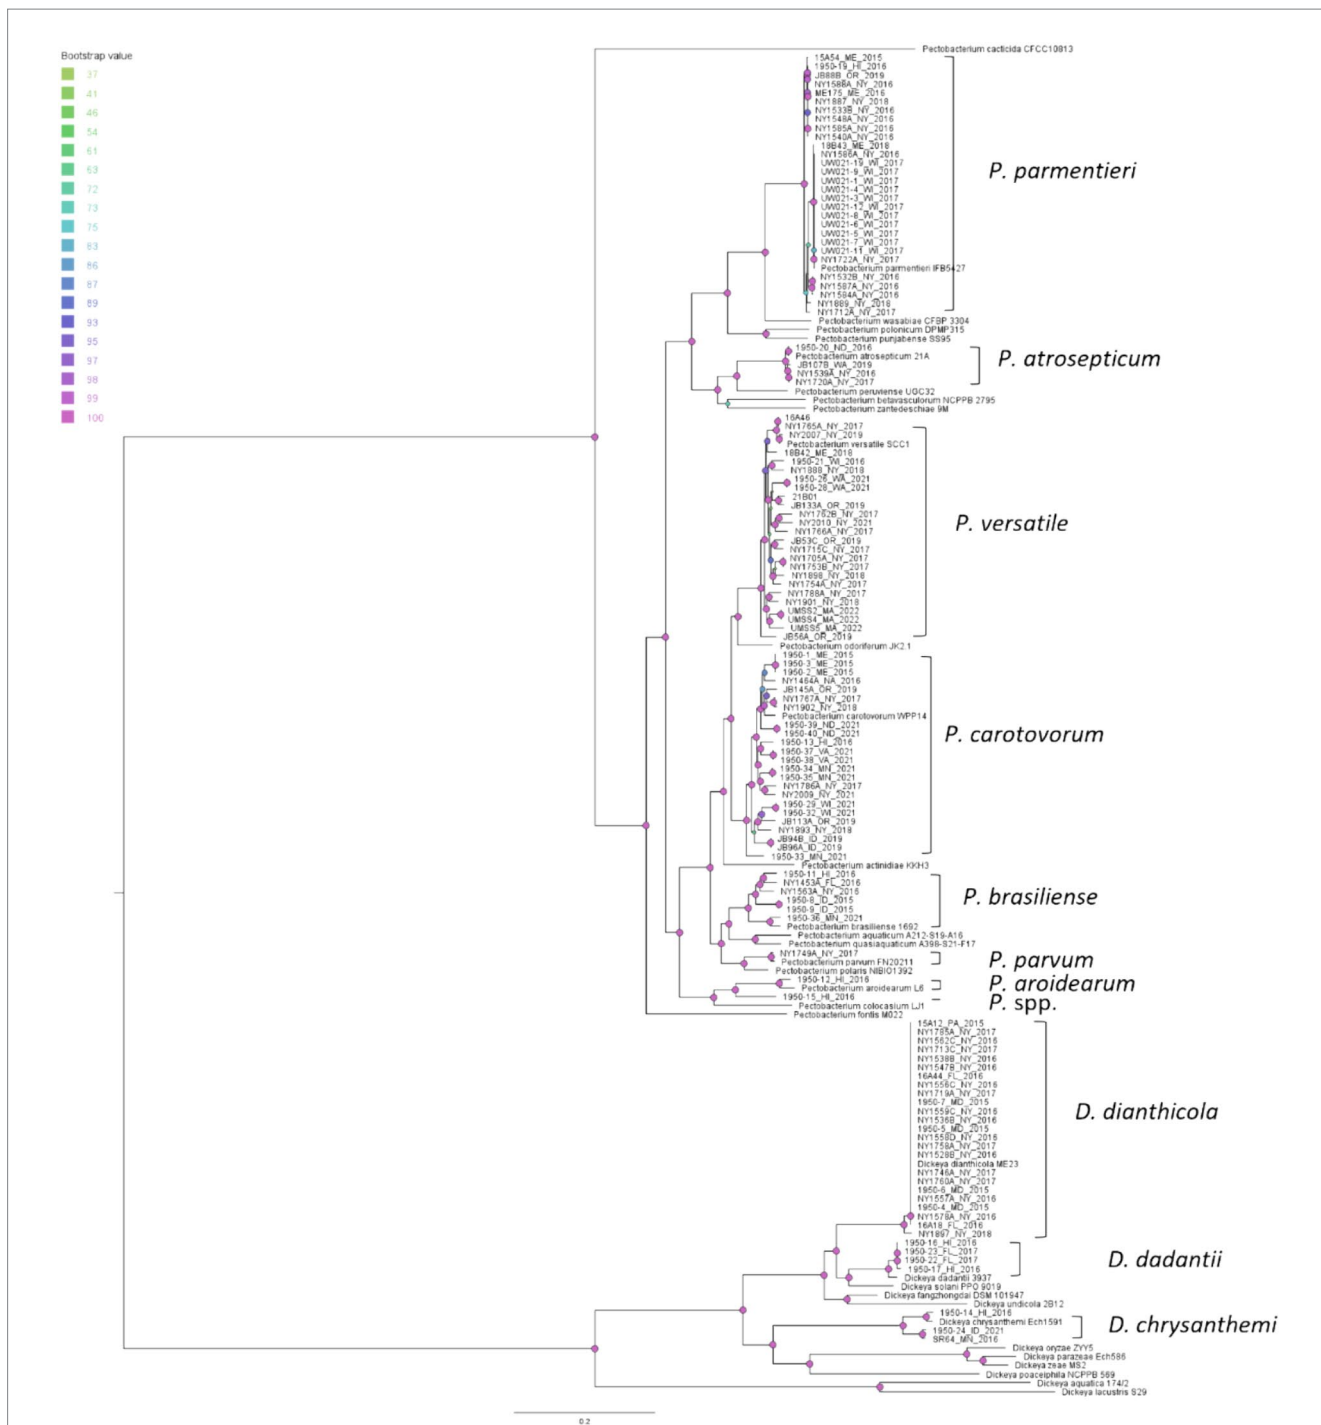 Bootstrap value
37
41
46
54
61
63
72
73
75
83
86
87
89
93
95
97
98
99
100
Pectobacterium cacticida CFCC10813
15A54_ME_2015
1950-19_HI_2016
JB88B_OR_2019
NY1588A_NY_2016
ME175_ME_2016
NY1887_NY_2018
NY1533B_NY_2016
NY1548A_NY_2016
NY1585A_NY_2016
NY1540A_NY_2016
18B43_ME_2018
NY1586A_NY_2016
UW021-19_WI_2017
UW021-9_WI_2017
UW021-1_WI_2017
P. parmentieri
UW021-4_WI_2017
UW021-3_WI_2017
UW021-12_WI_2017
UW021-8_WI_2017
UW021-6_WI_2017
UW021-5_WI_2017
UW021-7_WI_2017
UW021-11_WI_2017
NY1722A_NY_2017
Pectobacterium parmentieri IFB5427
NY1532B_NY_2016
NY1587A_NY_2016
NY1584A_NY_2016
NY1889_NY_2018
NY1712A_NY_2017
Pectobacterium wasabiae CFBP 3304
Pectobacterium polonicum DPMP315
Pectobacterium punjabense SS95
1950-20_ND_2016
Pectobacterium atrosepticum 21A
P. atrosepticum
JB107B_WA_2019
NY1539A_NY_2016
NY1720A_NY_2017
Pectobacterium peruviense UGC32
Pectobacterium betavasculorum NCPPB 2795
Pectobacterium zantedeschiae 9M
16A46
NY1765A_NY_2017
NY2007_NY_2019
Pectobacterium versatile SCC1
18B42_ME_2018
1950-21_WI_2016
NY1888_NY_2018
1950-26_WA_2021
1950-28_WA_2021
21B01
JB133A_OR_2019
NY1762B_NY_2017
NY2010_NY_2021
P. versatile
NY1766A_NY_2017
JB53C_OR_2019
NY1715C_NY_2017
NY1705A_NY_2017
NY1753B_NY_2017
NY1898_NY_2018
NY1754A_NY_2017
NY1788A_NY_2017
NY1901_NY_2018
UMSS2_MA_2022
UMSS4_MA_2022
UMSS5_MA_2022
JB56A_OR_2019
Pectobacterium odoriferum JK2.1
1950-1_ME_2015
1950-3_ME_2015
1950-2_ME_2015
NY1464A_NA_2016
JB145A_OR_2019
NY1767A_NY_2017
NY1902_NY_2018
Pectobacterium carotovorum WPP14
1950-39_ND_2021
1950-40_ND_2021
P. carotovorum
1950-13_HI_2016
1950-37_VA_2021
1950-38_VA_2021
1950-34_MN_2021
1950-35_MN_2021
NY1786A_NY_2017
NY2009_NY_2021
1950-29_WI_2021
1950-32_WI_2021
JB113A_OR_2019
NY1893_NY_2018
JB94B_ID_2019
JB96A_ID_2019
1950-33_MN_2021
Pectobacterium actinidiae KKH3
1950-11_HI_2016
NY1453A_FL_2016
NY1563A_NY_2016
P. brasiliense
1950-8_ID_2015
1950-9_ID_2015
1950-36_MN_2021
Pectobacterium brasiliense 1692
Pectobacterium aquaticum A212-S19-A16
Pectobacterium quasiaquaticum A398-S21-F17
NY1749A_NY_2017
P. parvum
Pectobacterium parvum FN20211
Pectobacterium polaris NIBIO1392
1950-12_HI_2016
P. aroidearum
Pectobacterium aroidearum L6
1950-15_HI_2016
P. spp.
Pectobacterium colocasium LJ1
Pectobacterium fontis M022
15A12_PA_2015
NY1785A_NY_2017
NY1562C_NY_2016
NY1713C_NY_2017
NY1538B_NY_2016
NY1547B_NY_2016
16A44_FL_2016
NY1556C_NY_2016
NY1719A_NY_2017
1950-7_MD_2015
NY1559C_NY_2016
D. dianthicola
NY1536B_NY_2016
1950-5_MD_2015
NY1558D_NY_2016
NY1758A_NY_2017
NY1528B_NY_2016
Dickeya dianthicola ME23
NY1746A_NY_2017
NY1760A_NY_2017
1950-6_MD_2015
NY1557A_NY_2016
1950-4_MD_2015
NY1578A_NY_2016
16A18_FL_2016
NY1897_NY_2018
1950-16_HI_2016
1950-23_FL_2017
D. dadantii
1950-22_FL_2017
1950-17_HI_2016
Dickeya dadantii 3937
Dickeya solani PPO 9019
Dickeya fangzhongdai DSM 101947
Dickeya undicola 2B12
1950-14_HI_2016
Dickeya chrysanthemi Ech1591
D. chrysanthemi
1950-24_ID_2021
SR64_MN_2016
Dickeya oryzae ZYY5
Dickeya parazeae Ech586
Dickeya zeae MS2
Dickeya poaceiphila NCPPB 569
Dickeya aquatica 174/2
Dickeya lacustris S29
0.2